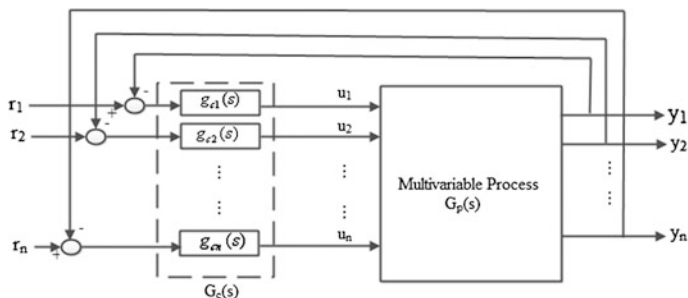 r1
r2
rn
+
-
+
-
+
-
gc1(s)
gc2(s)
⋮
⋮
gcn(s)
Gc(s)
u1
u2
⋮
⋮
un
Multivariable Process
Gp(s)
y1
y2
⋮
⋮
yn